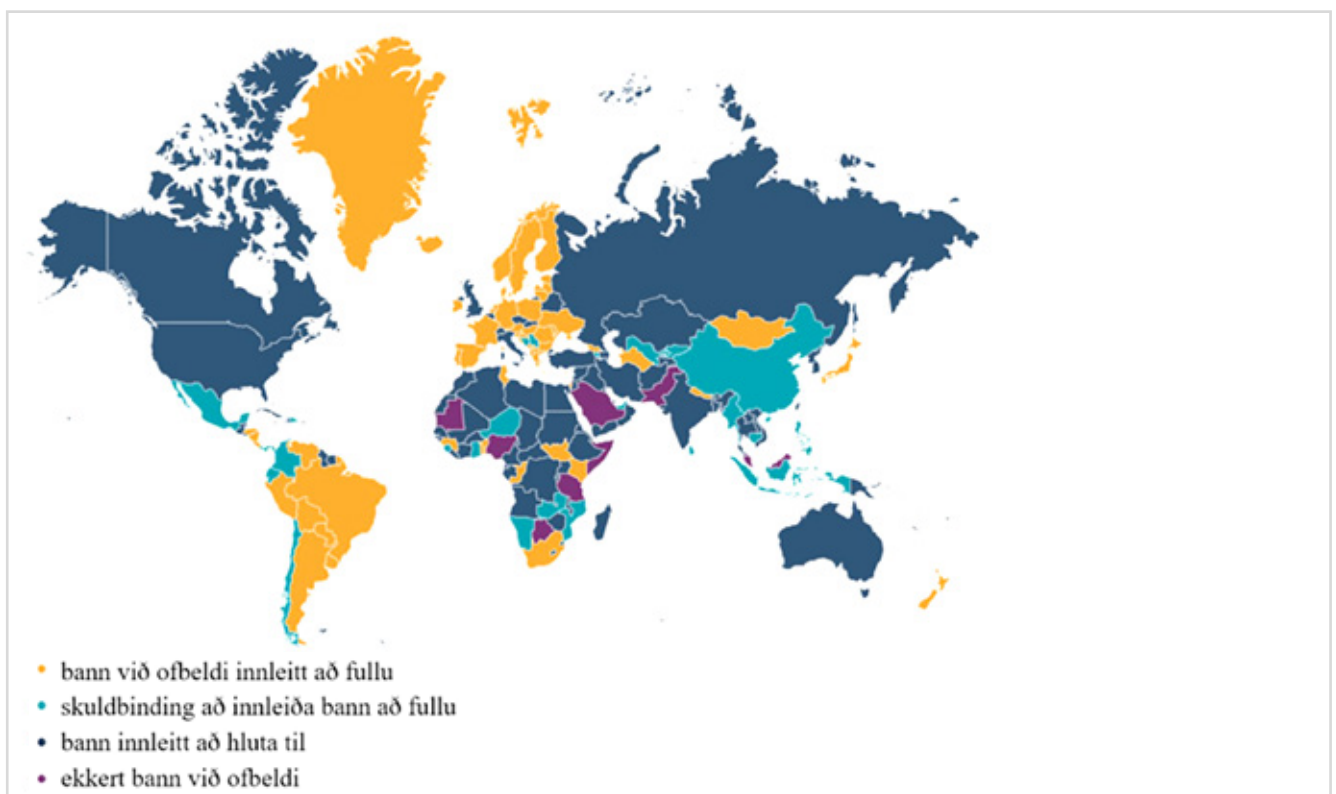 bann við ofbeldi innleitt að fullu
skuldbinding að innleiða bann að fullu
bann innleitt að hluta til
ekkert bann við ofbeldi